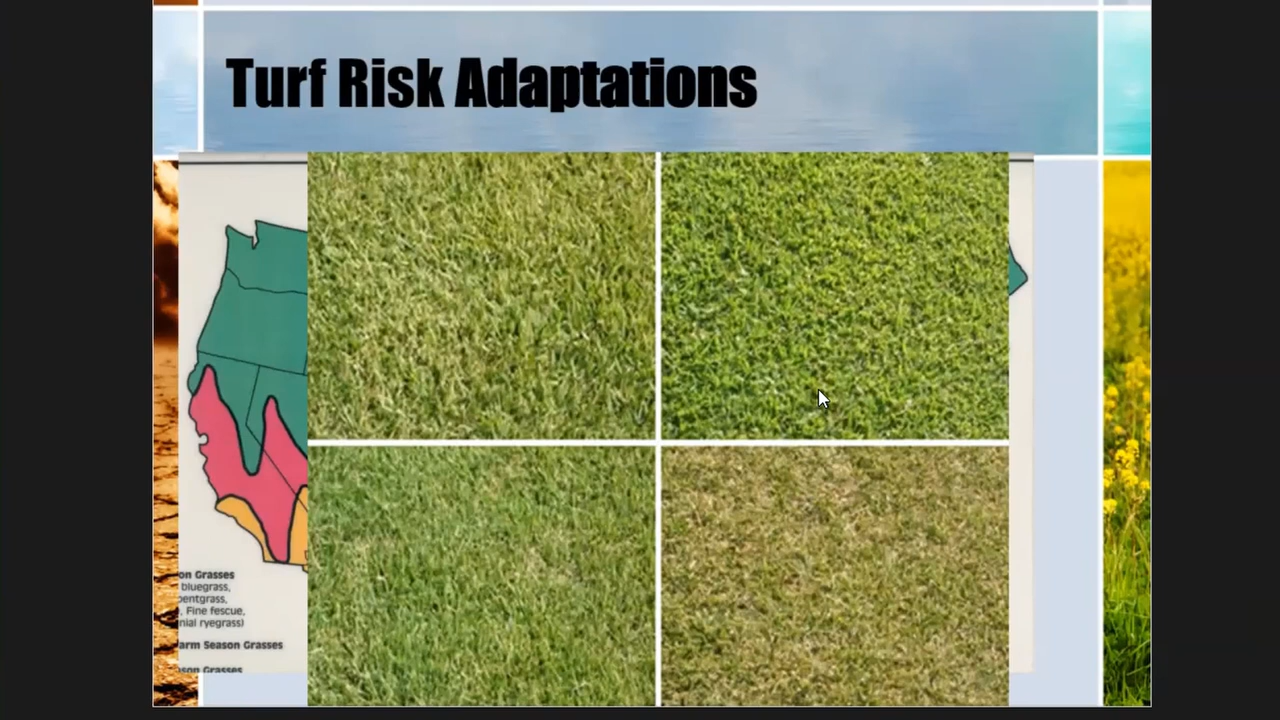 Turf Risk Adaptations
on Grasses
bluegrass,
entgrass,
, Fine fescue,
nial ryegrass)
arm Season Grasses
son Grasses